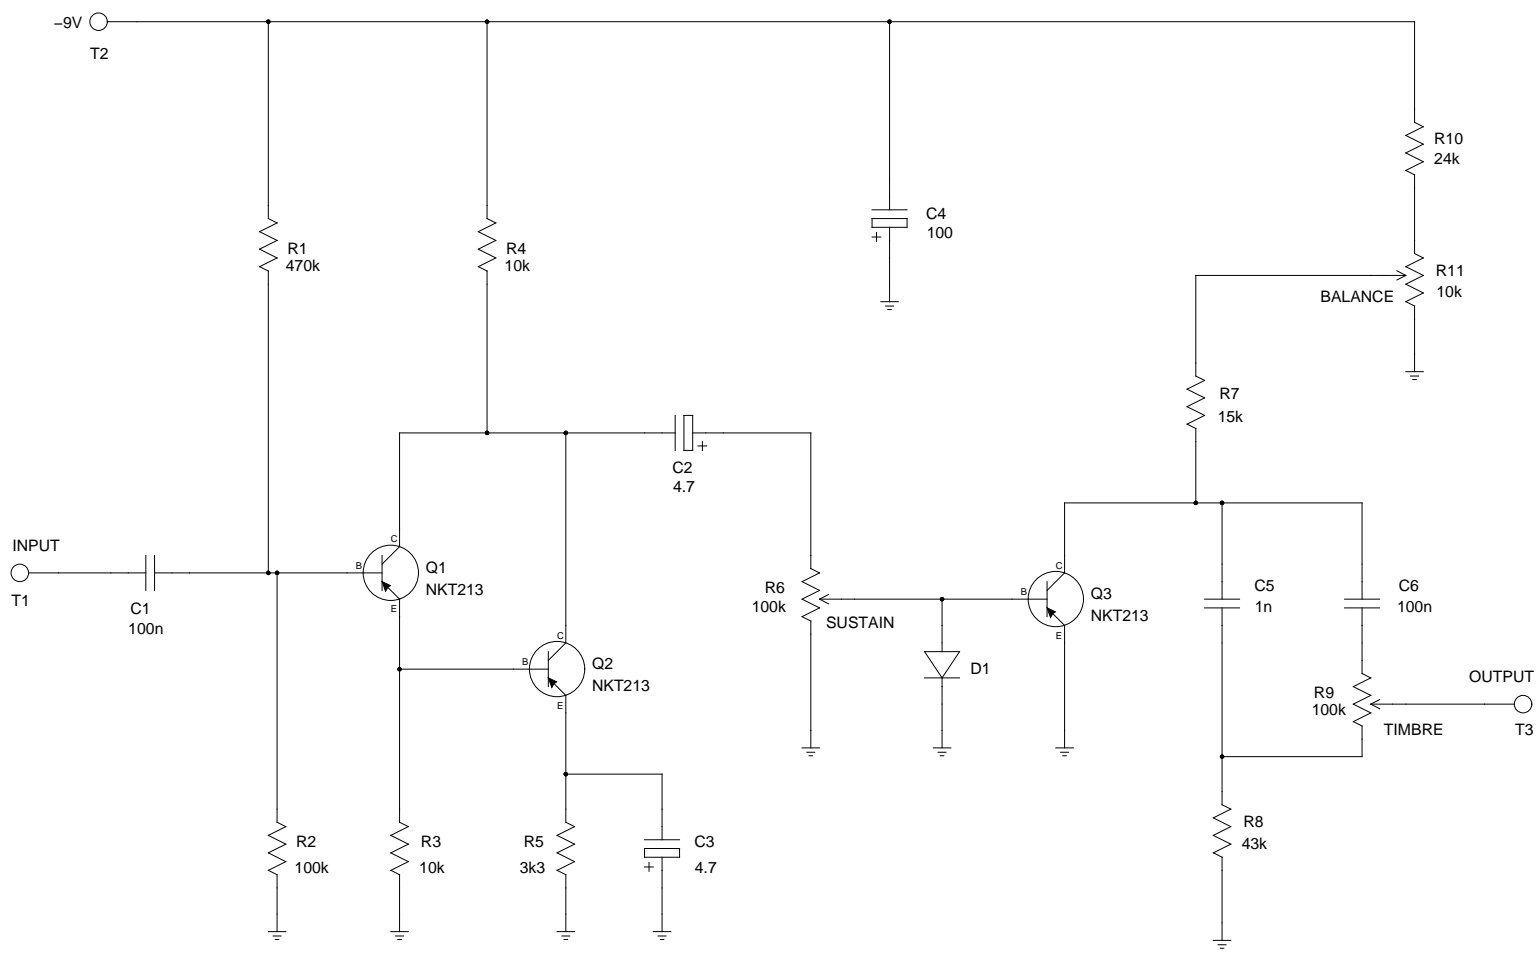 –9V
T2
R1
470k
R4
10k
C4
100
+
R10
24k
R11
10k
BALANCE
R7
15k
C2
4.7
+
INPUT
T1
C1
100n
C
B
E
Q1
NKT213
C
B
E
Q2
NKT213
R6
100k
SUSTAIN
D1
C
B
E
Q3
NKT213
C5
1n
C6
100n
R9
100k
TIMBRE
OUTPUT
T3
R2
100k
R3
10k
R5
3k3
C3
4.7
+
R8
43k